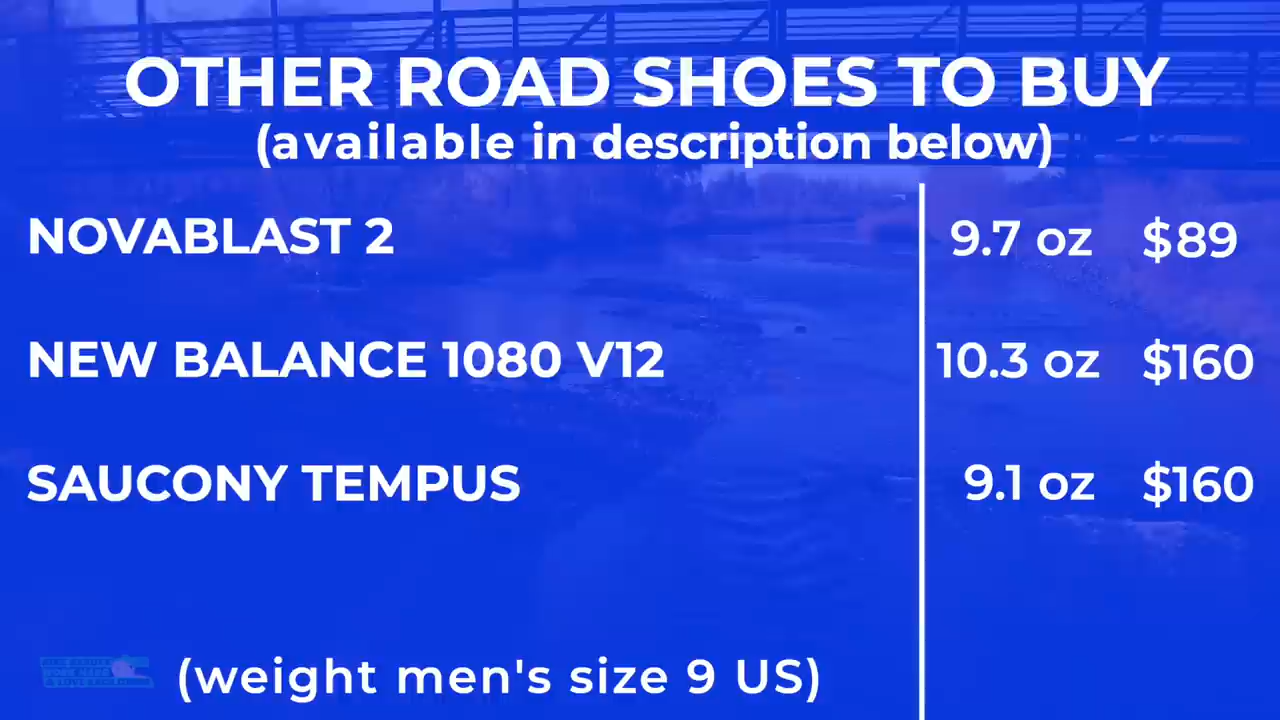 OTHER ROAD SHOES TO BUY
(available in description below)
NOVABLAST 2 9.7 oz $89
NEW BALANCE 1080 V12 10.3 oz $160
SAUCONY TEMPUS 9.1 oz $160
(weight men's size 9 US)